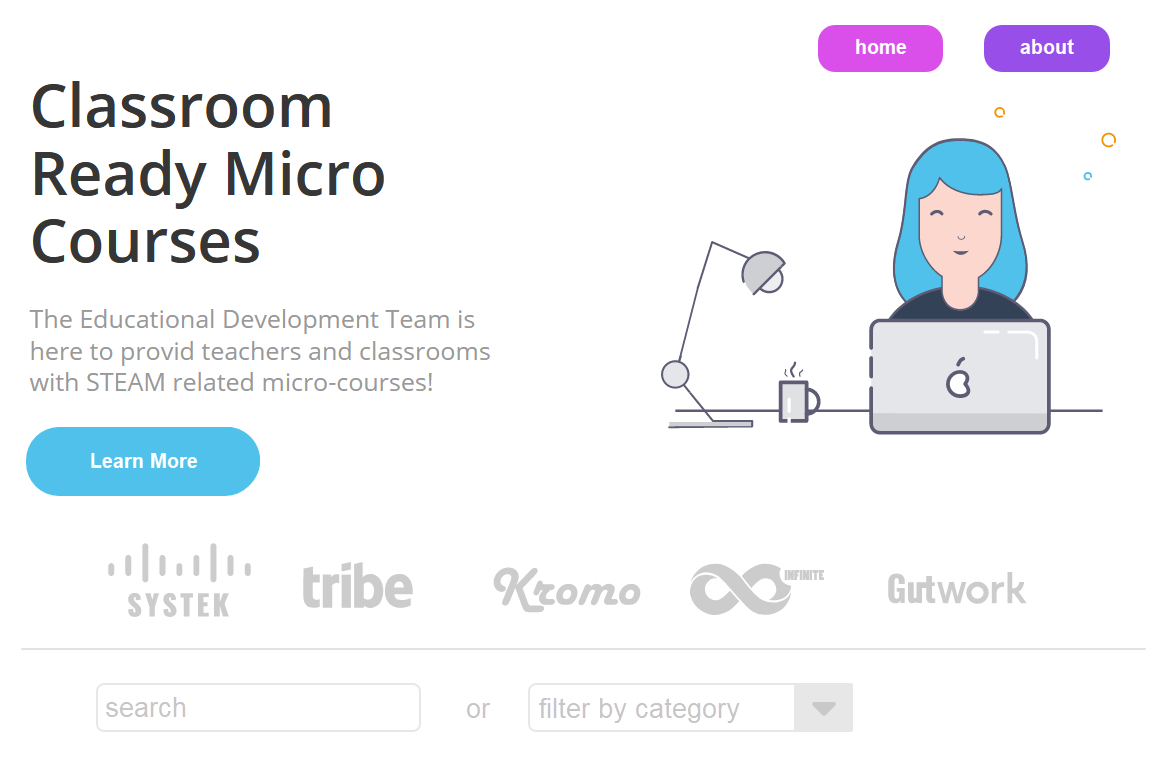 home
about
Classroom
Ready Micro
Courses
The Educational Development Team is
here to provid teachers and classrooms
with STEAM related micro-courses!
Learn More
SYSTEK
tribe
Kromo
INFINITE
Gutwork
search
or
filter by category